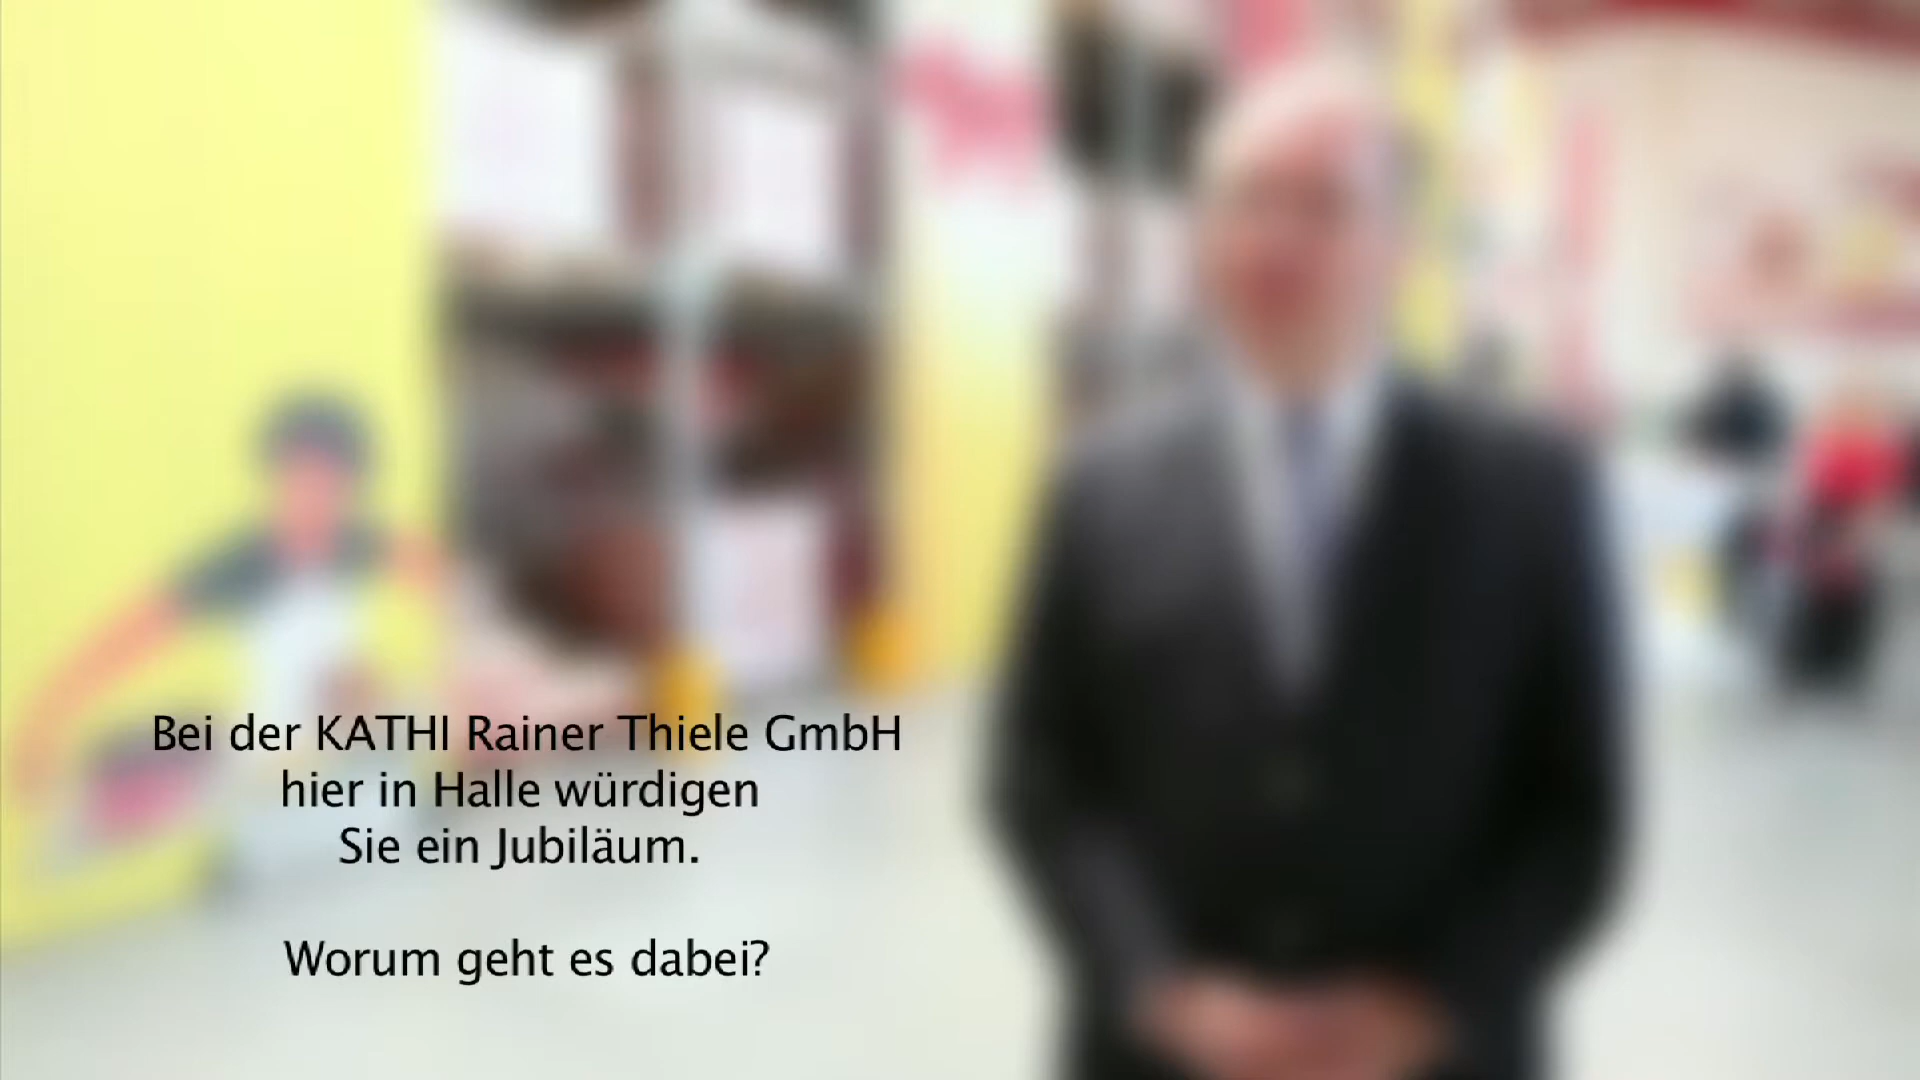 Bei der KATHI Rainer Thiele GmbH
hier in Halle würdigen
Sie ein Jubiläum.
Worum geht es dabei?